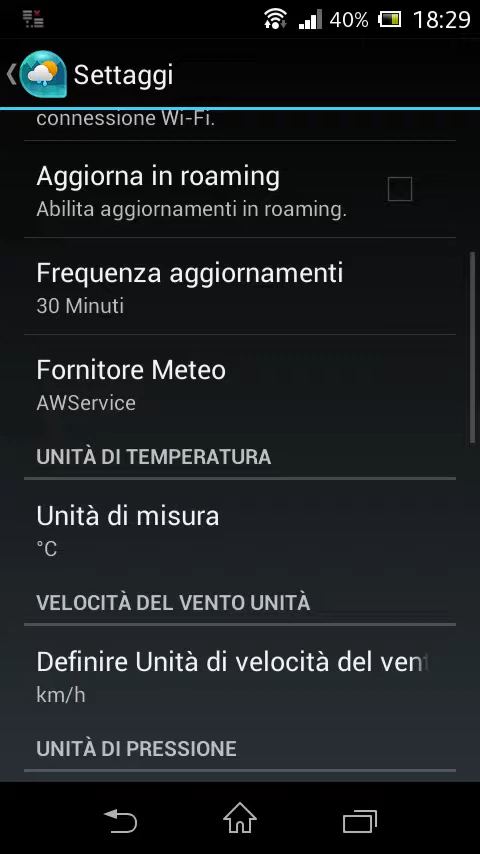 40% 18:29
Settaggi
connessione Wi-Fi.
Aggiorna in roaming
Abilita aggiornamenti in roaming.
Frequenza aggiornamenti
30 Minuti
Fornitore Meteo
AWService
UNITÀ DI TEMPERATURA
Unità di misura
°C
VELOCITÀ DEL VENTO UNITÀ
Definire Unità di velocità del vent
km/h
UNITÀ DI PRESSIONE